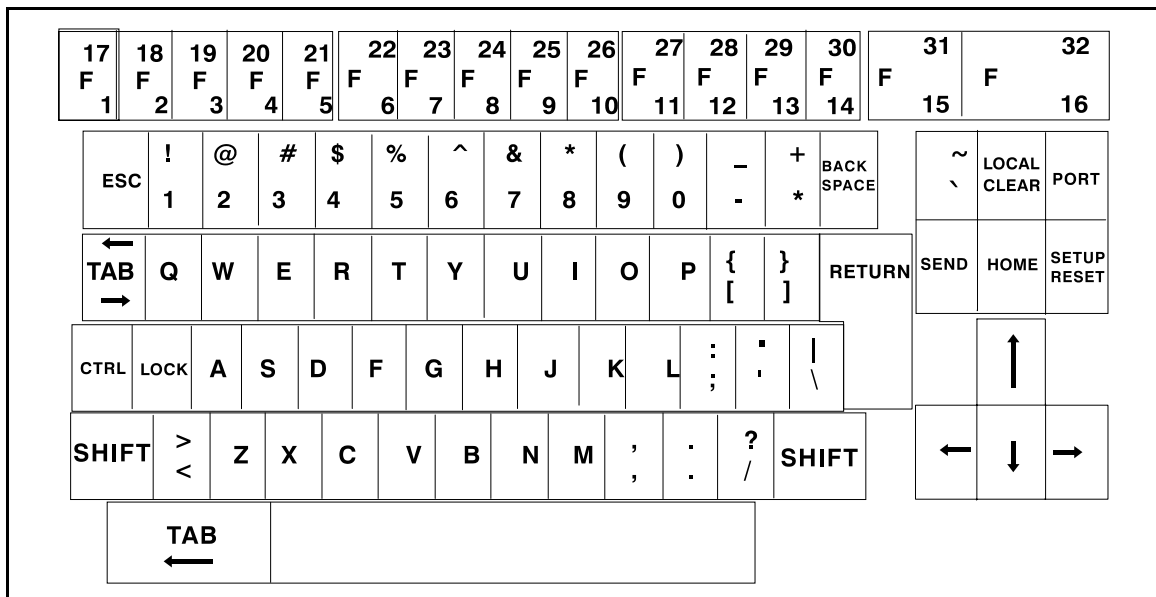 17 18 19 20 21 22 23 24 25 26 27 28 29 30 31 32
F F F F F F F F F F F F F F F F
1 2 3 4 5 6 7 8 9 10 11 12 13 14 15 16
! @ # $ % ^ & * ( ) _ + ~
ESC BACK SPACE LOCAL CLEAR PORT
1 2 3 4 5 6 7 8 9 0 - * `
TAB Q W E R T Y U I O P { } RETURN SEND HOME SETUP RESET
[ ]
: " |
CTRL LOCK A S D F G H J K L
; ' \
> , . ?
SHIFT Z X C V B N M SHIFT
< , . /
TAB